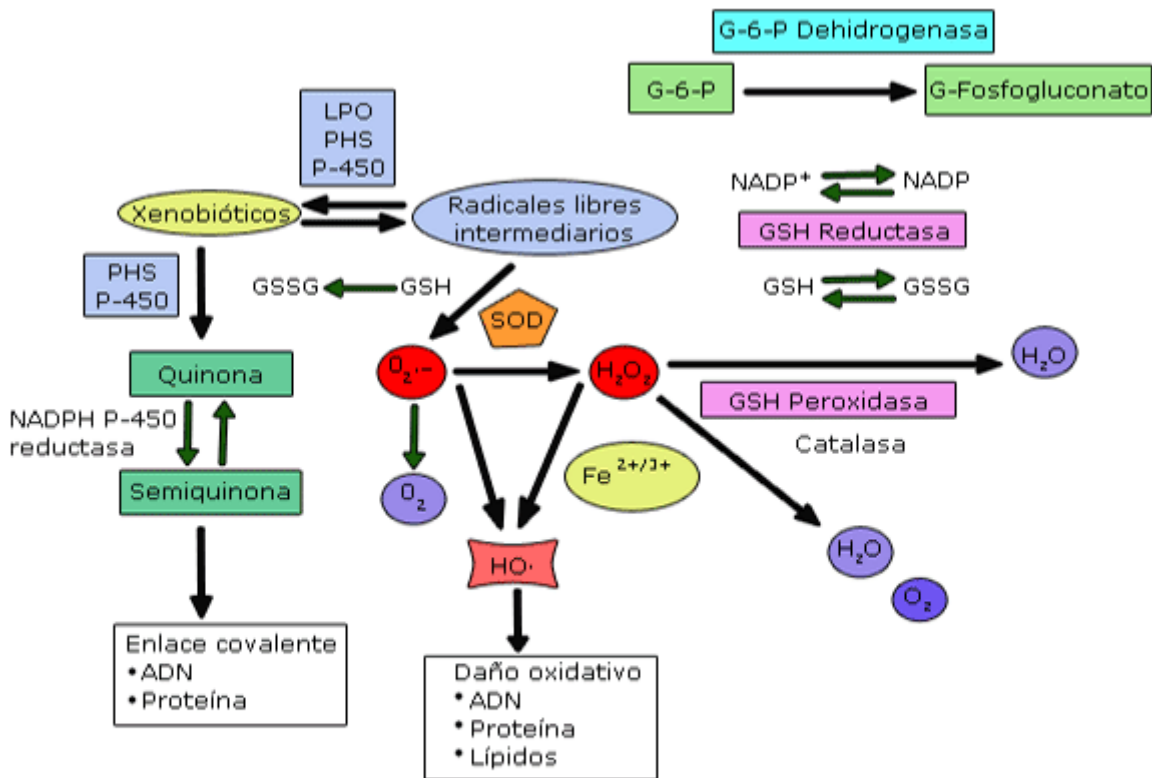 G-6-P Dehidrogenasa
G-6-P
G-Fosfogluconato
LPO
PHS
P-450
NADP⁺
NADP
Xenobióticos
Radicales libres
intermediarios
GSH Reductasa
PHS
P-450
GSSG
GSH
GSH
GSSG
SOD
O₂·−
H₂O₂
H₂O
Quinona
GSH Peroxidasa
NADPH P-450
reductasa
Catalasa
Fe ²⁺/³⁺
Semiquinona
O₂
H₂O
HO·
O₂
Enlace covalente
• ADN
• Proteína
Daño oxidativo
• ADN
• Proteína
• Lípidos